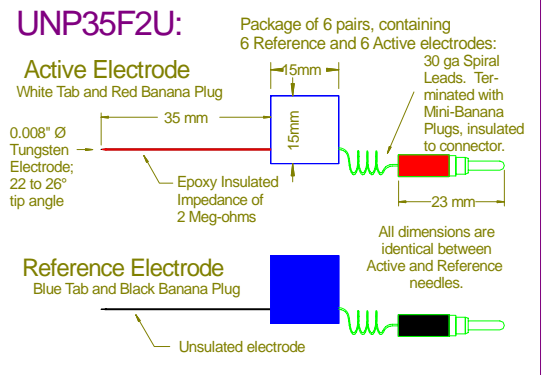 UNP35F2U:
Package of 6 pairs, containing
6 Reference and 6 Active electrodes:
Active Electrode
White Tab and Red Banana Plug
15mm
30 ga Spiral
Leads. Ter-
minated with
Mini-Banana
Plugs, insulated
to connector.
35 mm
15mm
0.008" Ø
Tungsten
Electrode;
22 to 26°
tip angle
Epoxy Insulated
Impedance of
2 Meg-ohms
23 mm
All dimensions are
identical between
Active and Reference
needles.
Reference Electrode
Blue Tab and Black Banana Plug
Unsulated electrode